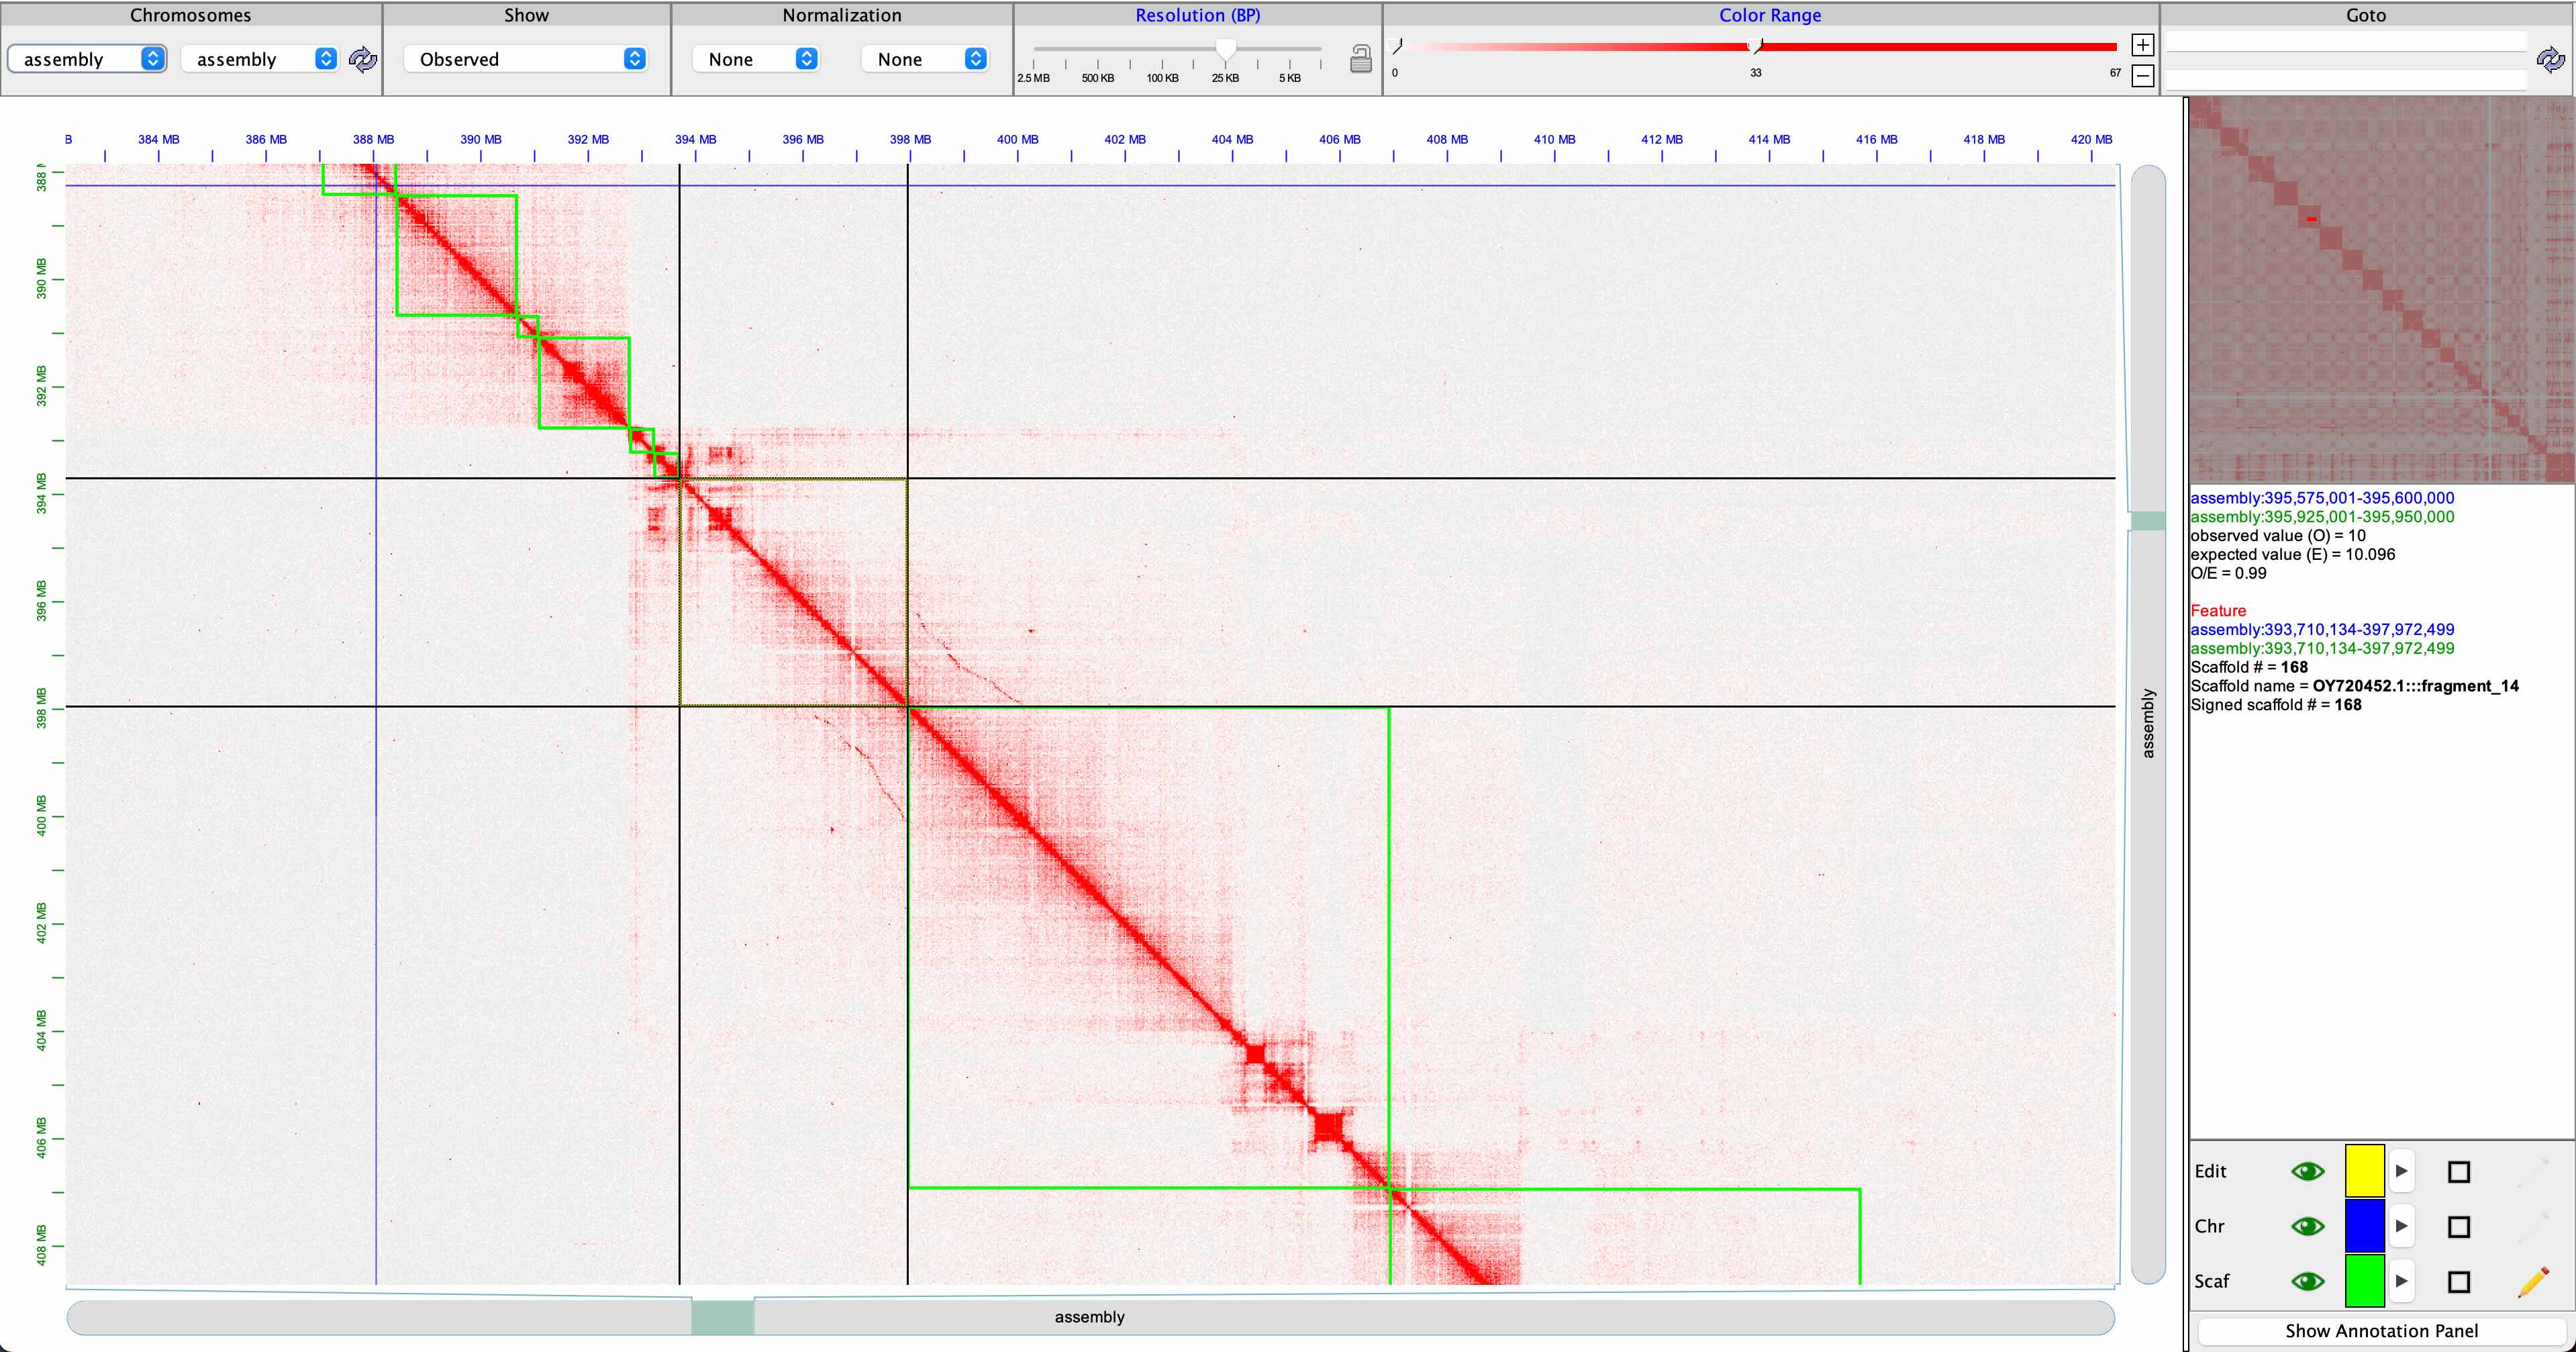 Chromosomes Show Normalization Resolution (BP) Color Range Goto
assembly assembly Observed None None
2.5 MB 500 KB 100 KB 25 KB 5 KB
0 33 67
B 384 MB 386 MB 388 MB 390 MB 392 MB 394 MB 396 MB 398 MB 400 MB 402 MB 404 MB 406 MB 408 MB 410 MB 412 MB 414 MB 416 MB 418 MB 420 MB
388
390 MB
392 MB
394 MB
396 MB
398 MB
400 MB
402 MB
404 MB
406 MB
408 MB
assembly
assembly
assembly:395,575,001-395,600,000
assembly:395,925,001-395,950,000
observed value (O) = 10
expected value (E) = 10.096
O/E = 0.99
Feature
assembly:393,710,134-397,972,499
assembly:393,710,134-397,972,499
Scaffold # = 168
Scaffold name = OY720452.1:::fragment_14
Signed scaffold # = 168
Edit
Chr
Scaf
Show Annotation Panel